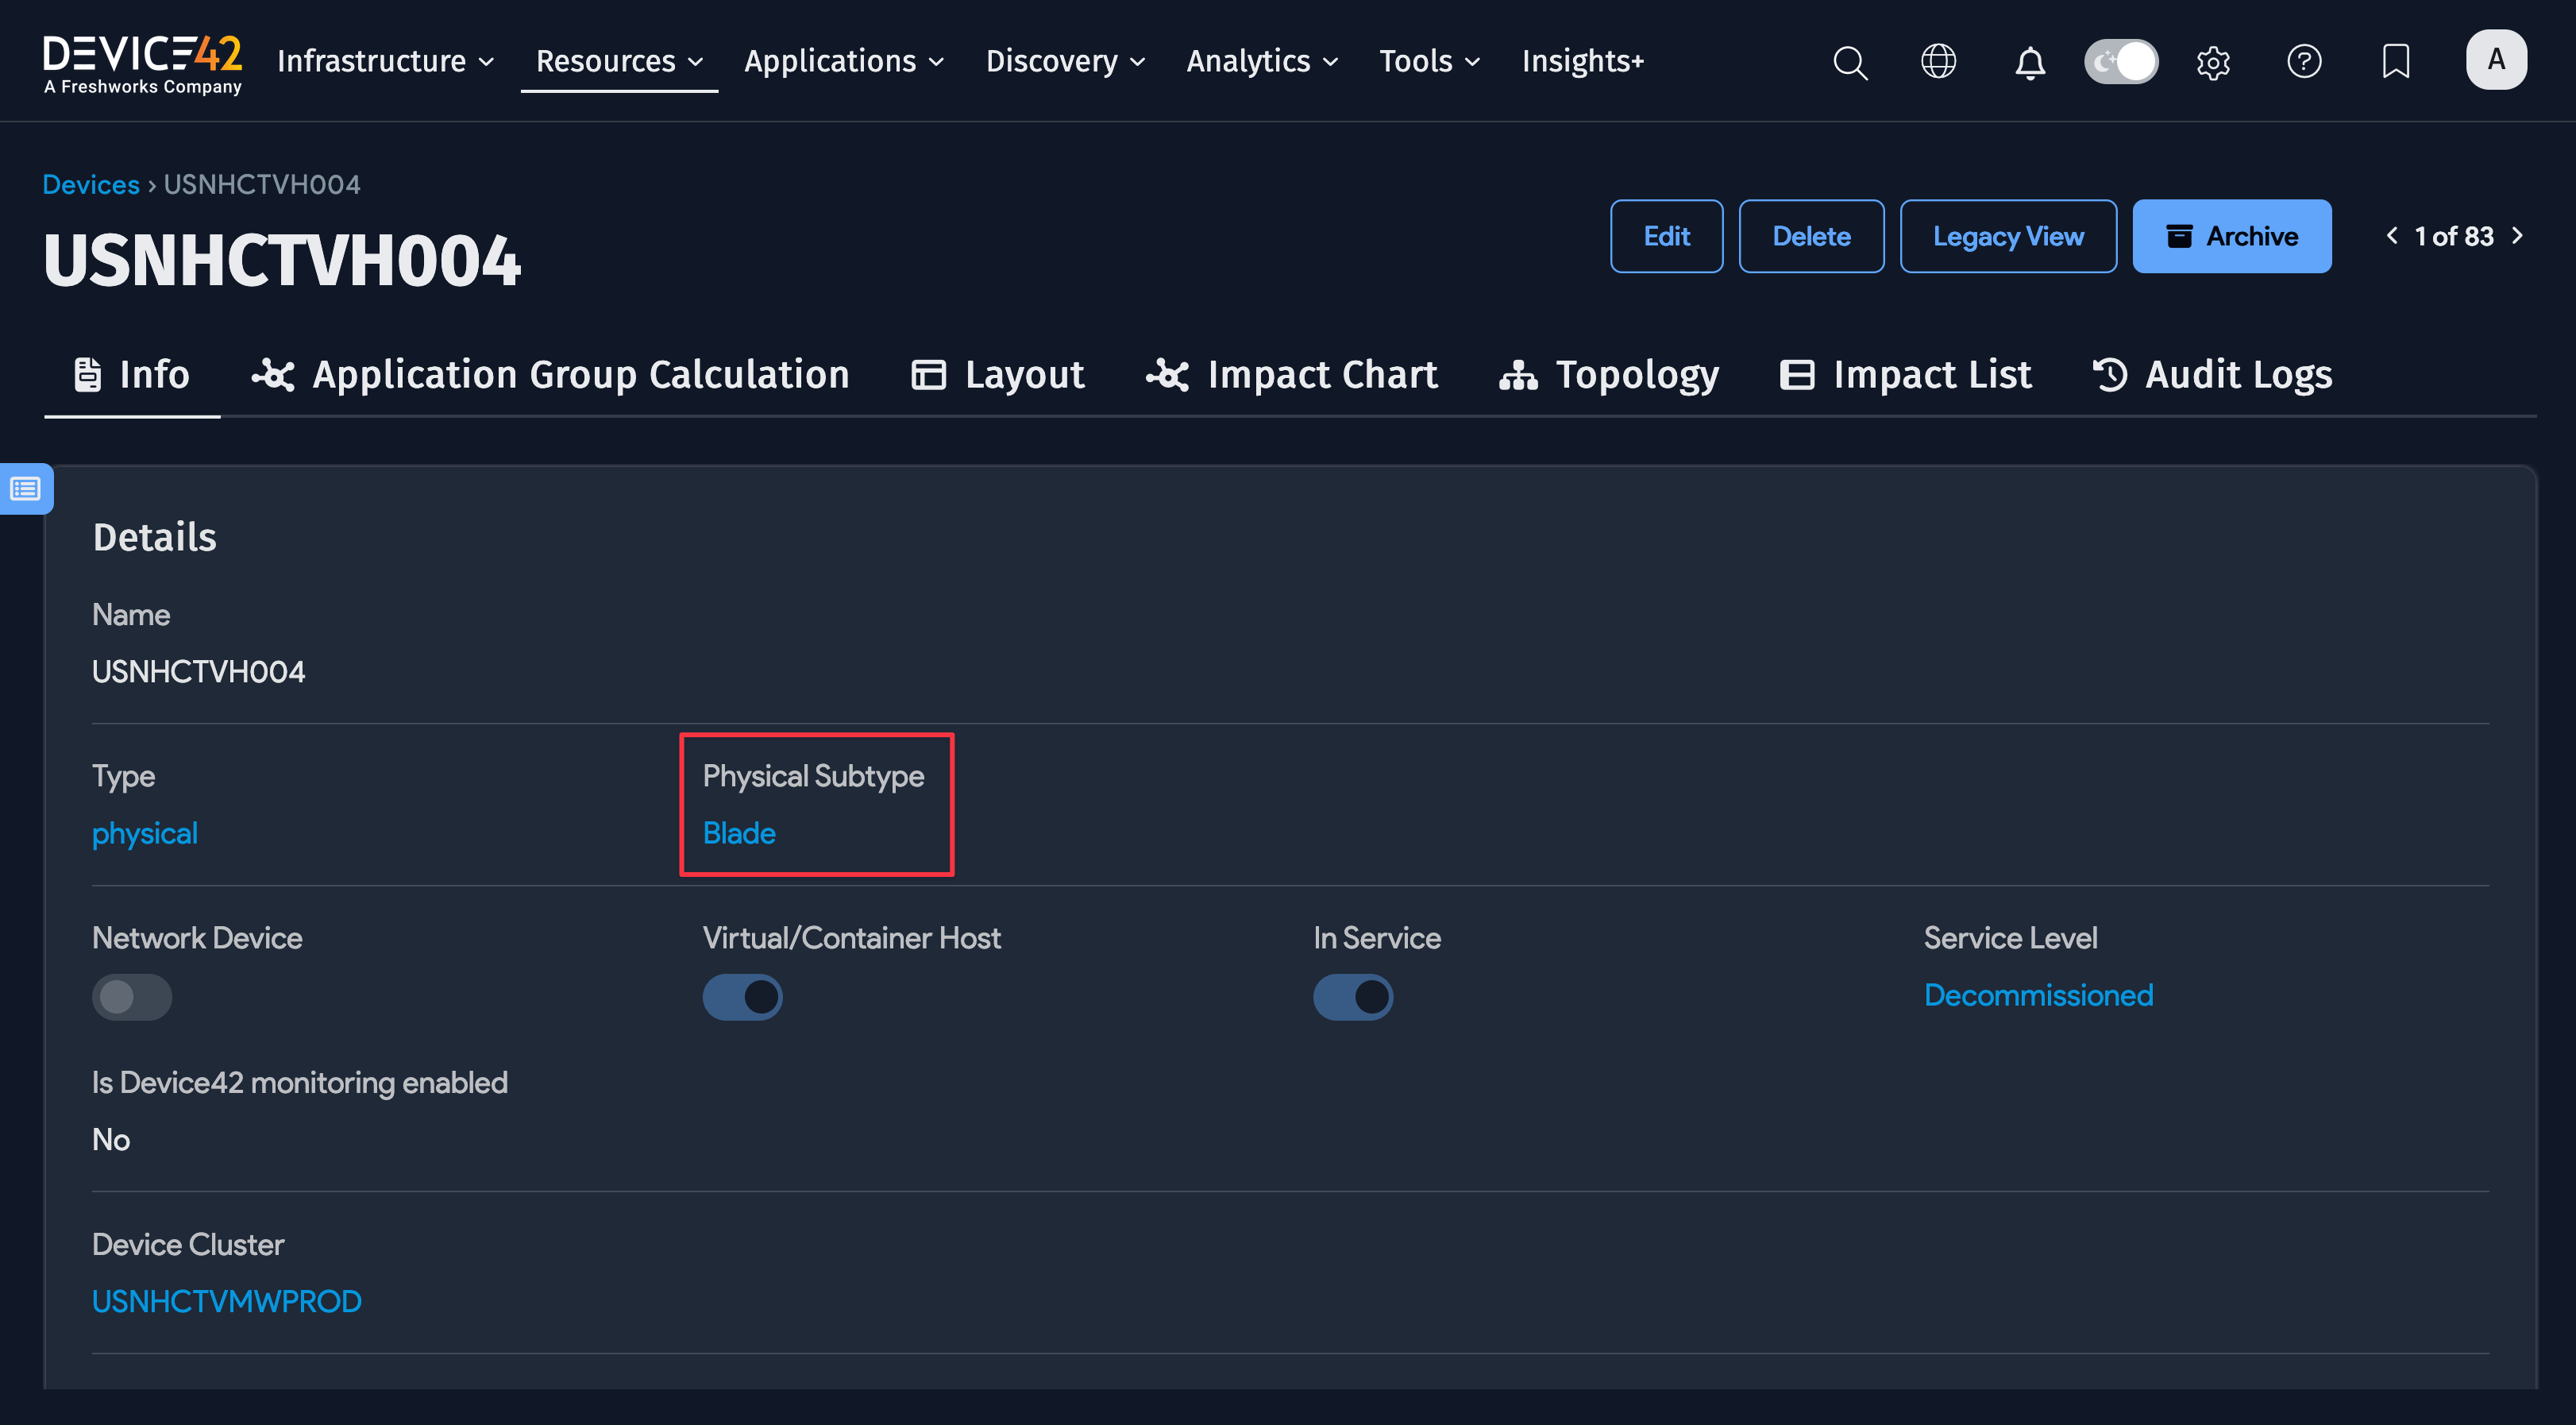 DEVICE42
A Freshworks Company
Infrastructure
Resources
Applications
Discovery
Analytics
Tools
Insights+
A
Devices › USNHCTVH004
USNHCTVH004
Edit
Delete
Legacy View
Archive
1 of 83
Info
Application Group Calculation
Layout
Impact Chart
Topology
Impact List
Audit Logs
Details
Name
USNHCTVH004
Type
physical
Physical Subtype
Blade
Network Device
Virtual/Container Host
In Service
Service Level
Decommissioned
Is Device42 monitoring enabled
No
Device Cluster
USNHCTVMWPROD